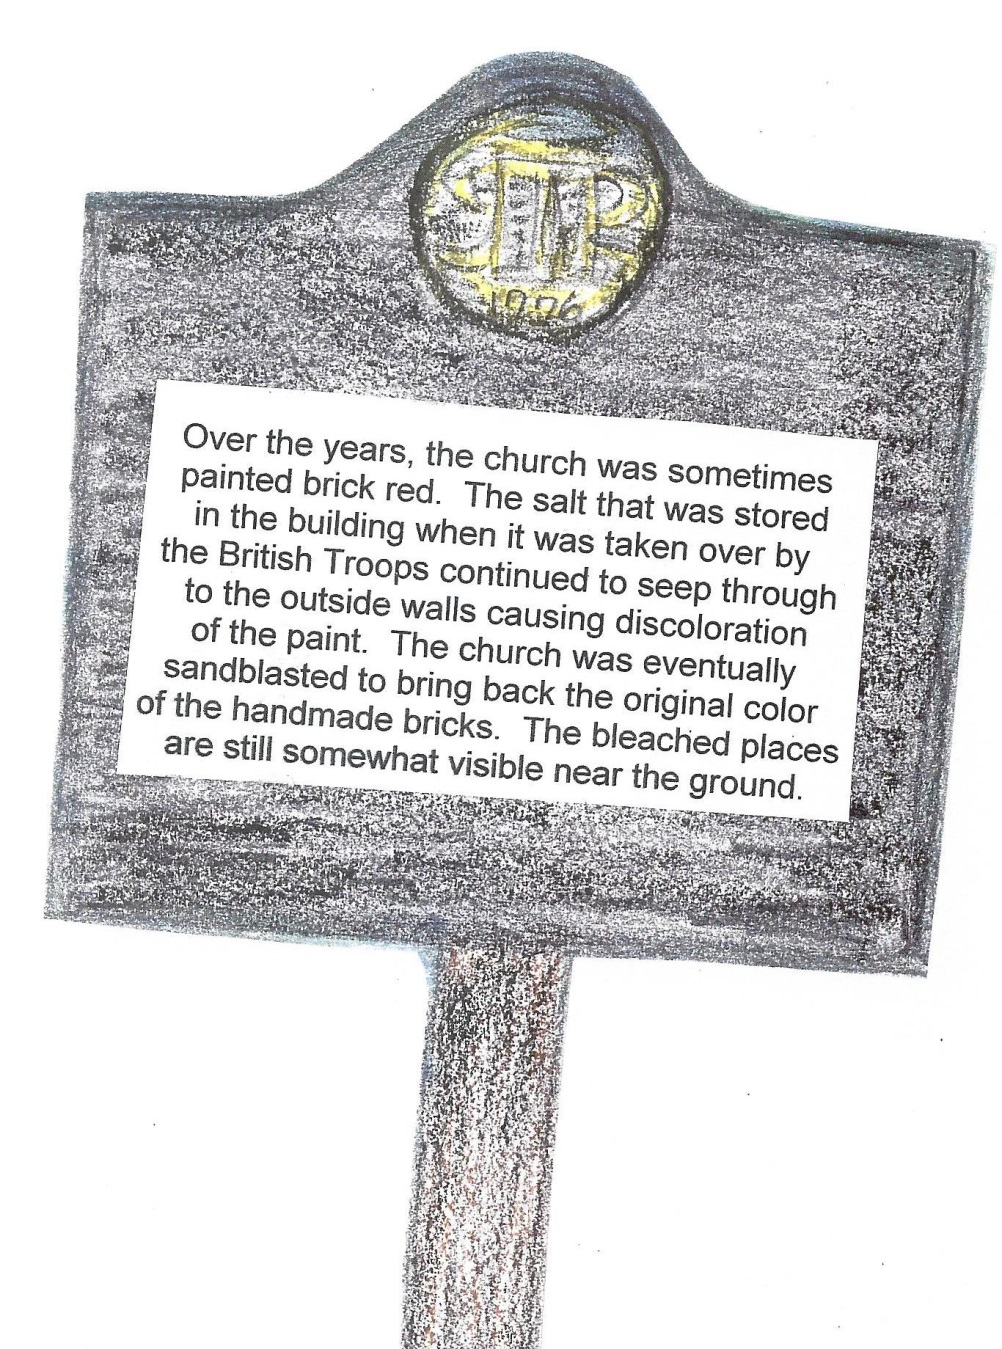 Over the years, the church was sometimes
painted brick red. The salt that was stored
in the building when it was taken over by
the British Troops continued to seep through
to the outside walls causing discoloration
of the paint. The church was eventually
sandblasted to bring back the original color
of the handmade bricks. The bleached places
are still somewhat visible near the ground.